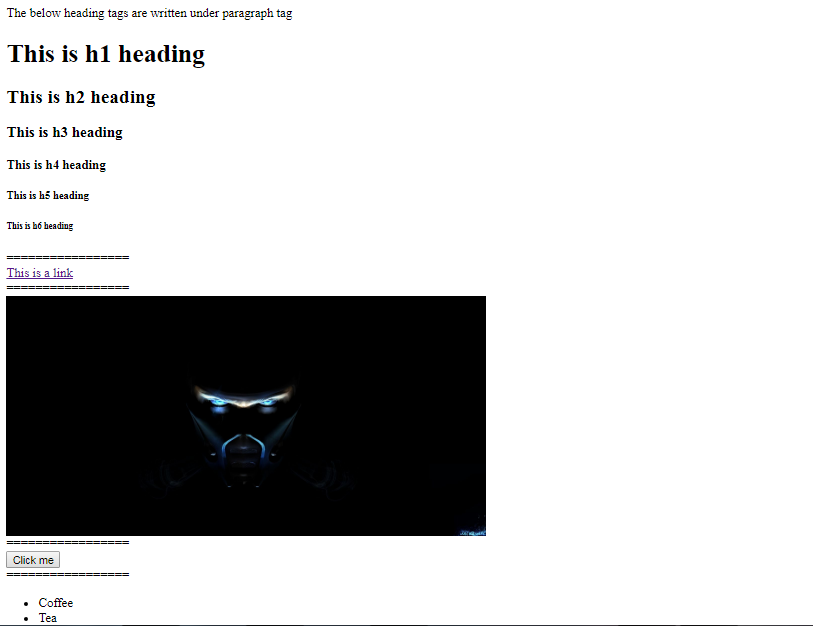 The below heading tags are written under paragraph tag
This is h1 heading
This is h2 heading
This is h3 heading
This is h4 heading
This is h5 heading
This is h6 heading
=================
This is a link
=================
=================
Click me
=================
Coffee
Tea